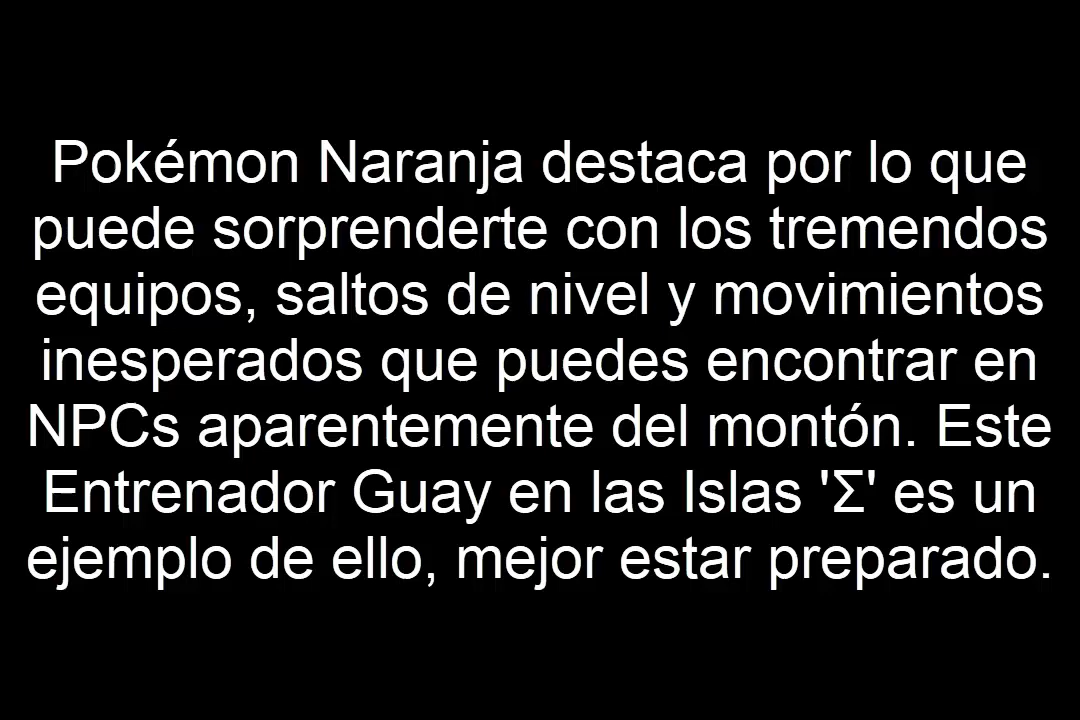 Pokémon Naranja destaca por lo que
puede sorprenderte con los tremendos
equipos, saltos de nivel y movimientos
inesperados que puedes encontrar en
NPCs aparentemente del montón. Este
Entrenador Guay en las Islas 'Σ' es un
ejemplo de ello, mejor estar preparado.